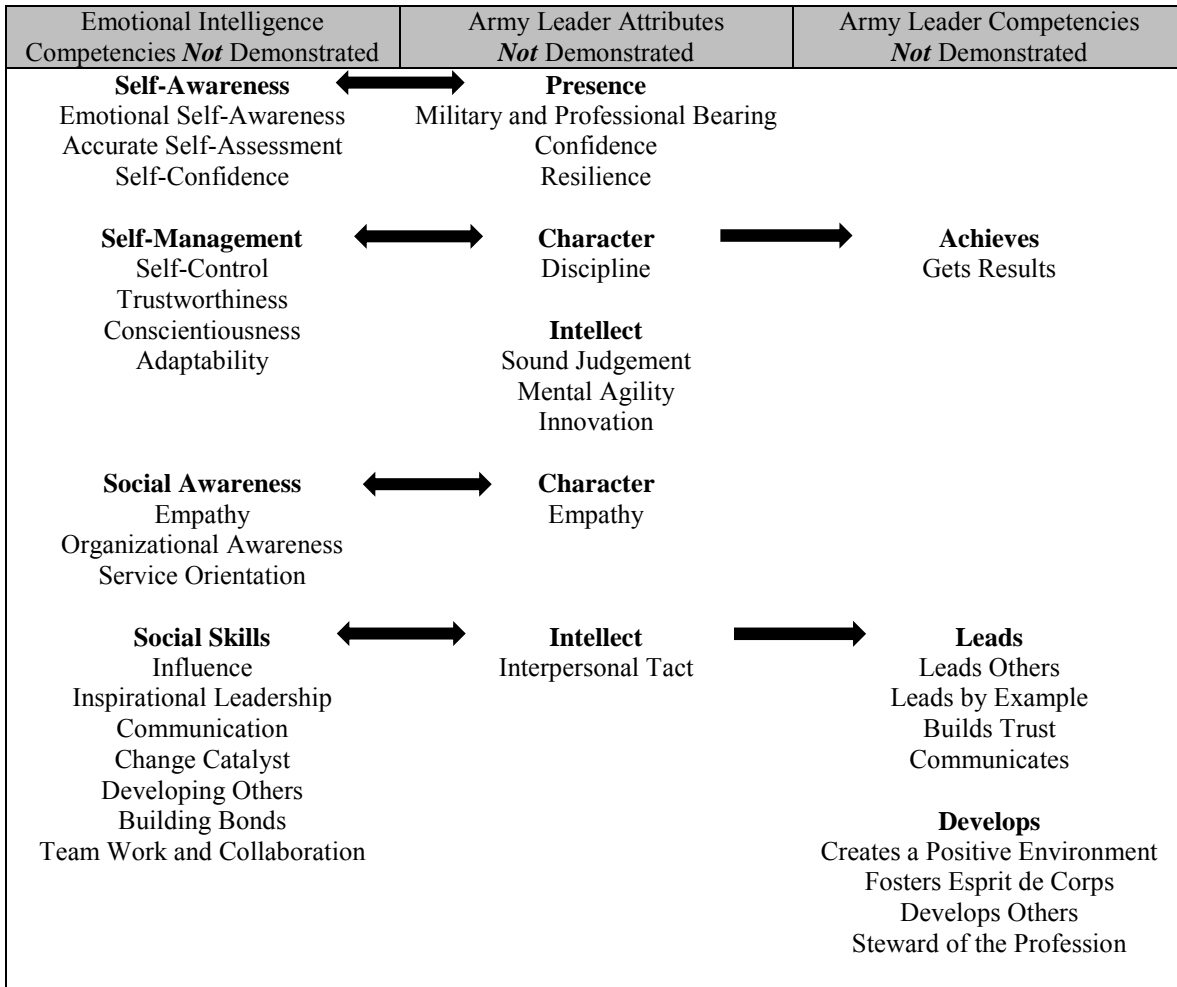 Emotional Intelligence
Competencies Not Demonstrated
Army Leader Attributes
Not Demonstrated
Army Leader Competencies
Not Demonstrated
Self-Awareness
Emotional Self-Awareness
Accurate Self-Assessment
Self-Confidence
Presence
Military and Professional Bearing
Confidence
Resilience
Self-Management
Self-Control
Trustworthiness
Conscientiousness
Adaptability
Character
Discipline
Intellect
Sound Judgement
Mental Agility
Innovation
Achieves
Gets Results
Social Awareness
Empathy
Organizational Awareness
Service Orientation
Character
Empathy
Social Skills
Influence
Inspirational Leadership
Communication
Change Catalyst
Developing Others
Building Bonds
Team Work and Collaboration
Intellect
Interpersonal Tact
Leads
Leads Others
Leads by Example
Builds Trust
Communicates
Develops
Creates a Positive Environment
Fosters Esprit de Corps
Develops Others
Steward of the Profession